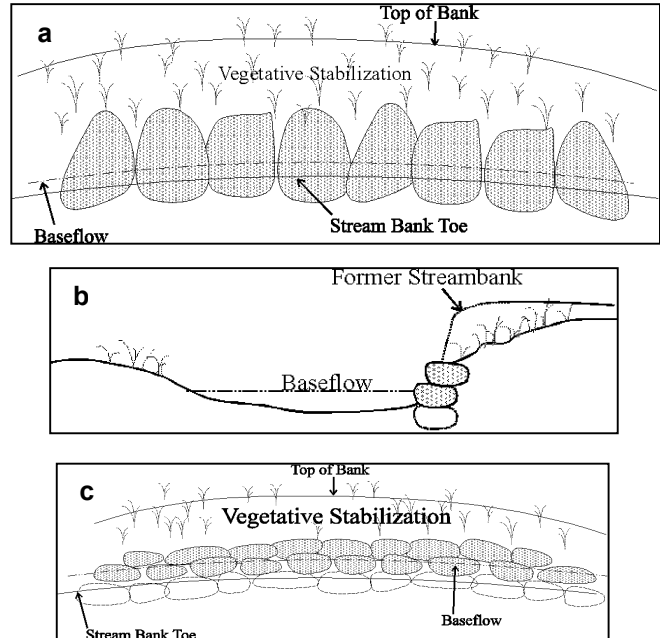 a
Top of Bank
Vegetative Stabilization
Stream Bank Toe
Baseflow
b
Former Streambank
Baseflow
c
Top of Bank
Vegetative Stabilization
Baseflow
Stream Bank Toe